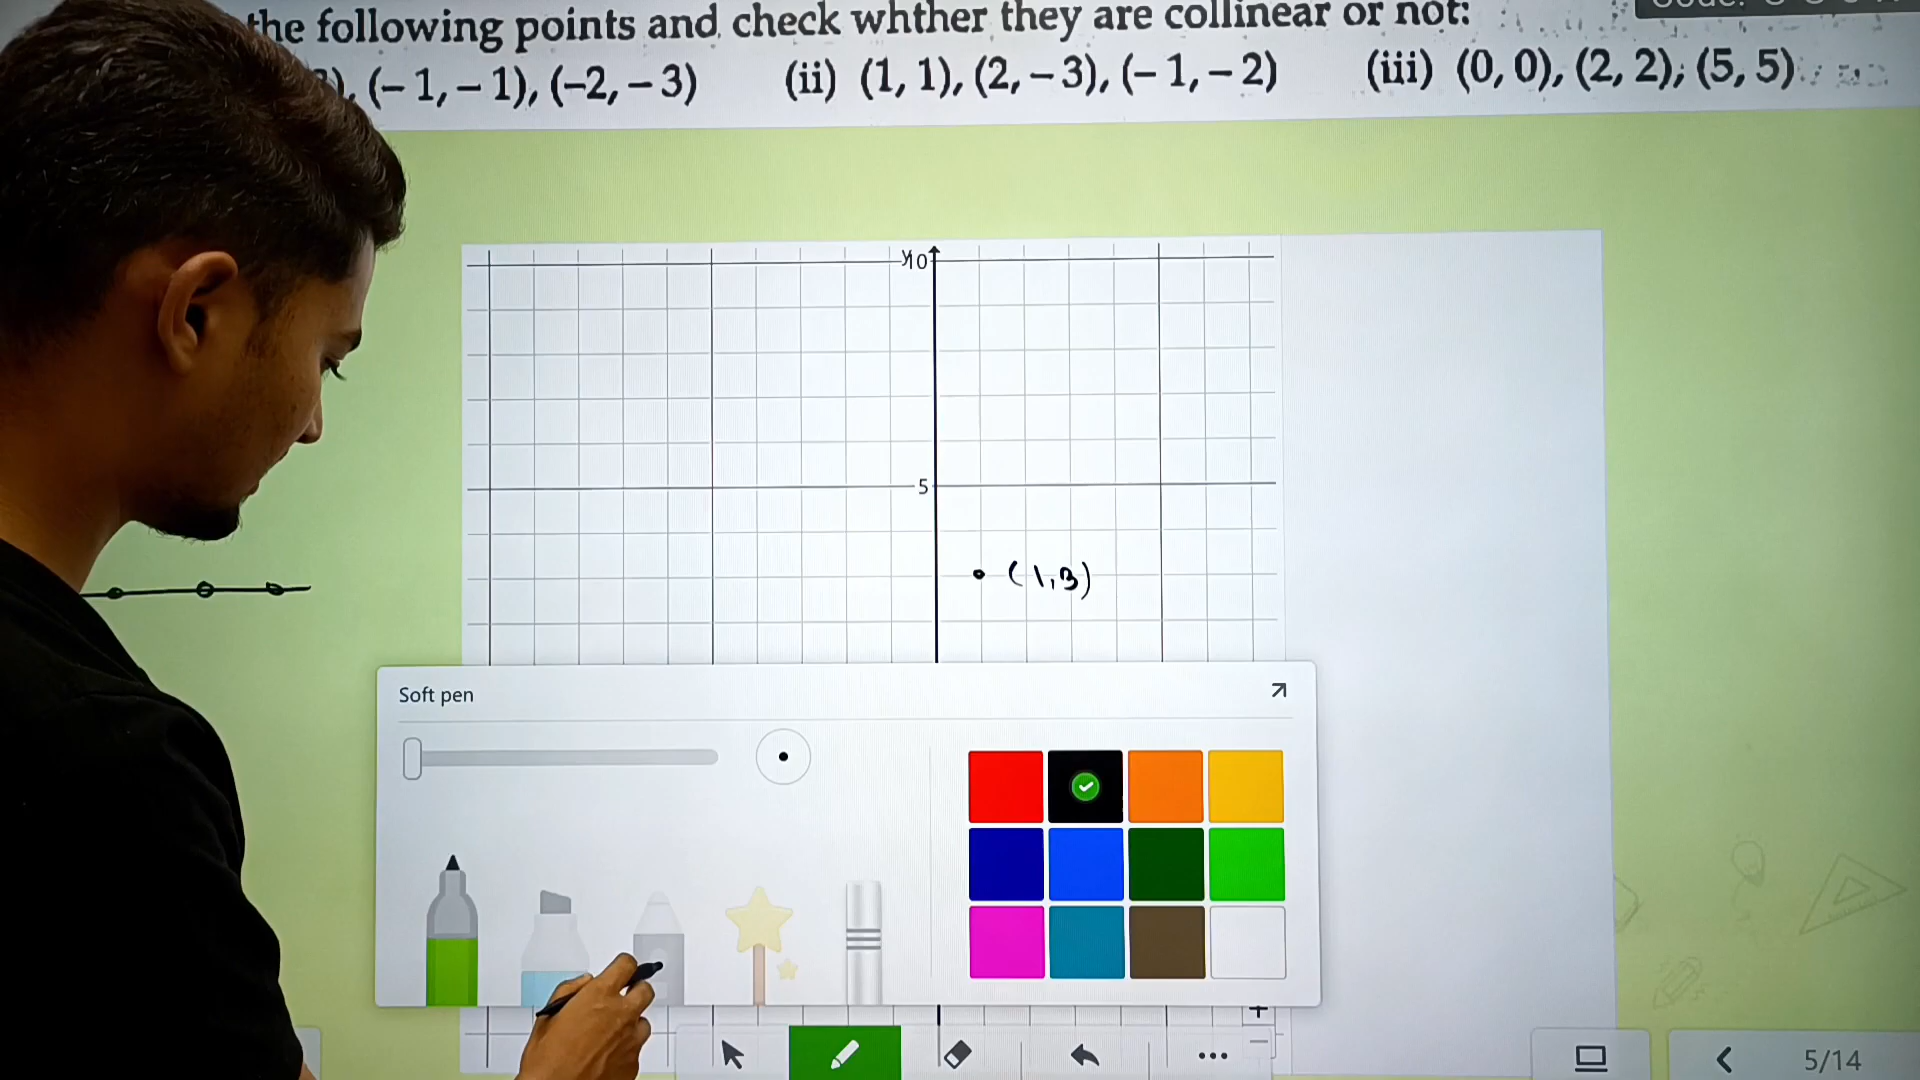 the following points and check whther they are collinear or not:
(– 1, – 1), (–2, – 3) (ii) (1, 1), (2, – 3), (– 1, – 2) (iii) (0, 0), (2, 2); (5, 5)
y10
5
(1,3)
Soft pen
5/14